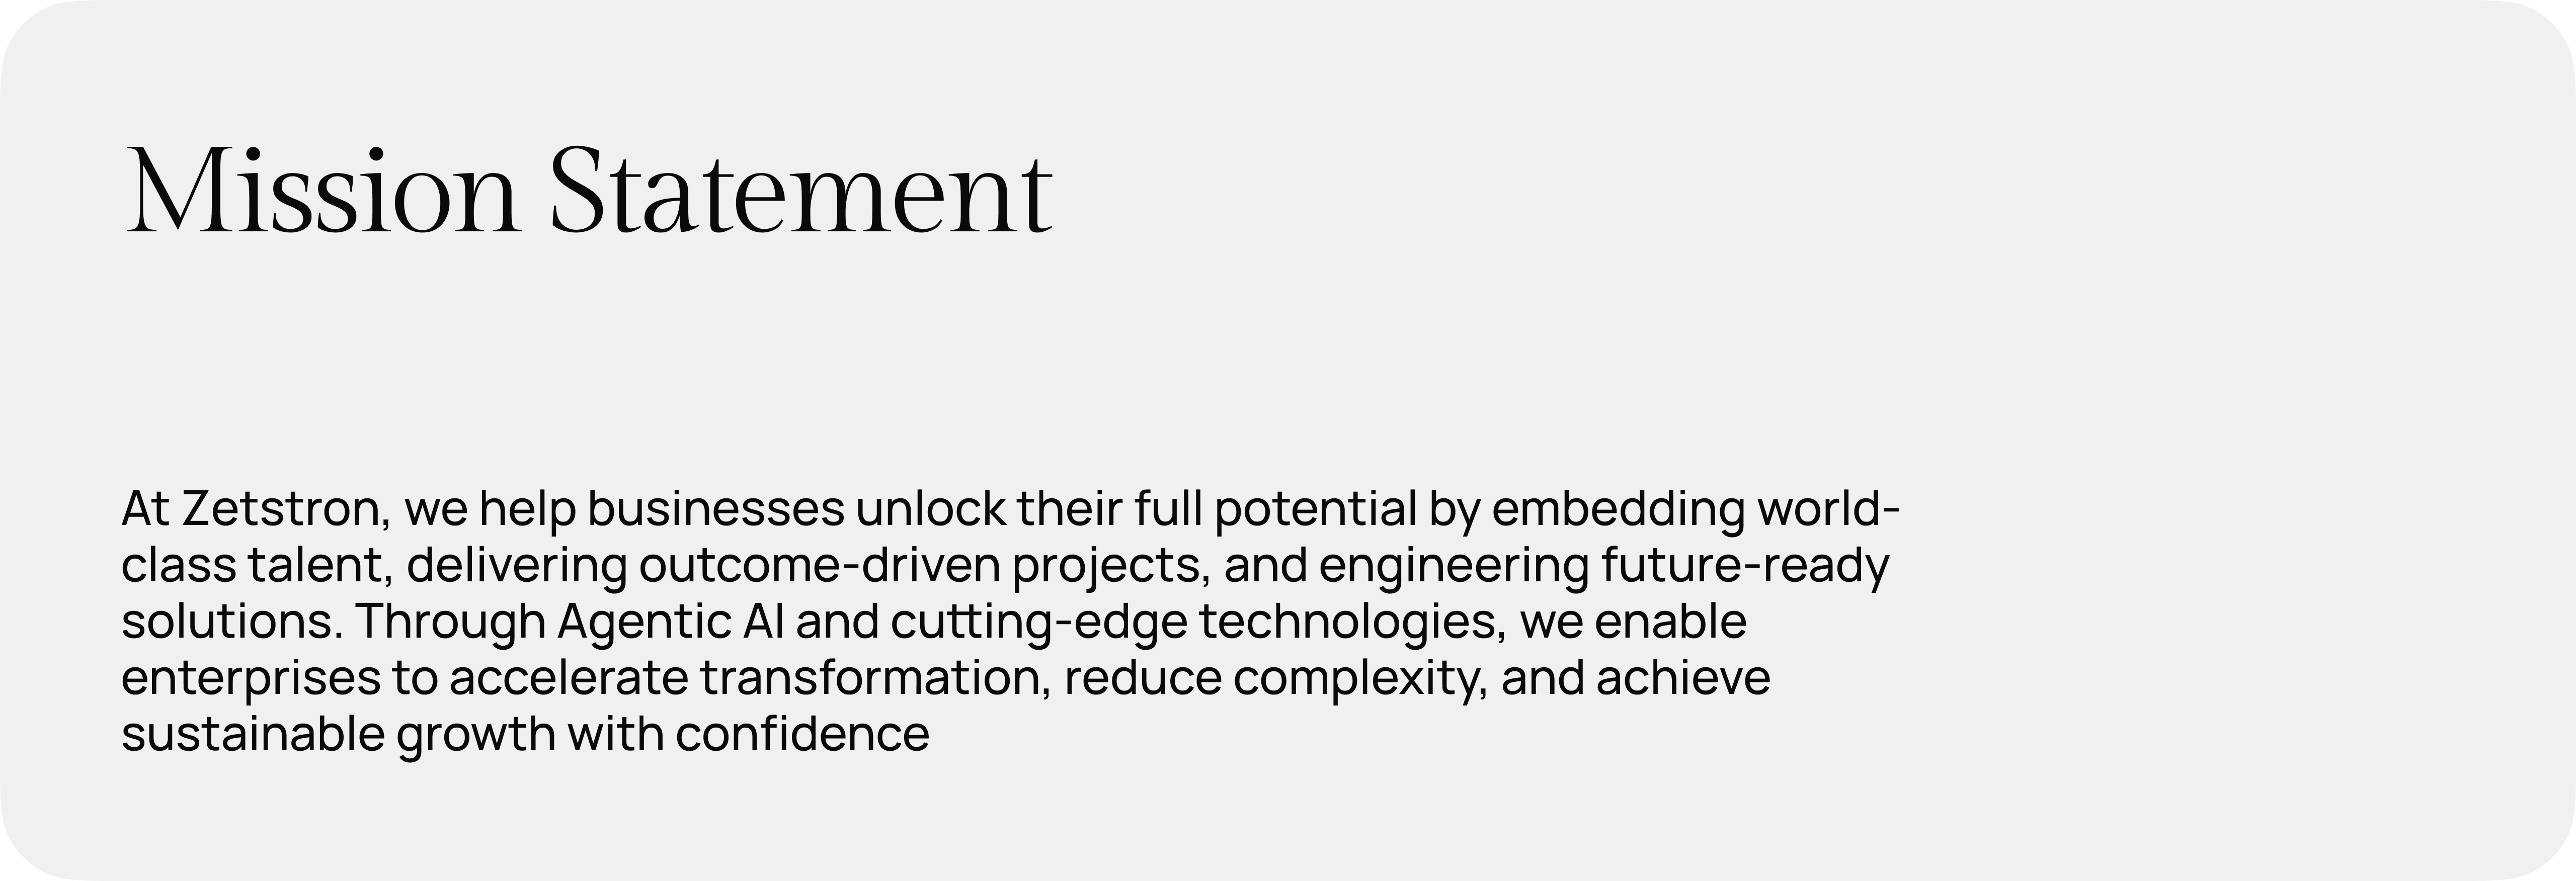 Mission Statement
At Zetstron, we help businesses unlock their full potential by embedding world-
class talent, delivering outcome-driven projects, and engineering future-ready
solutions. Through Agentic AI and cutting-edge technologies, we enable
enterprises to accelerate transformation, reduce complexity, and achieve
sustainable growth with confidence